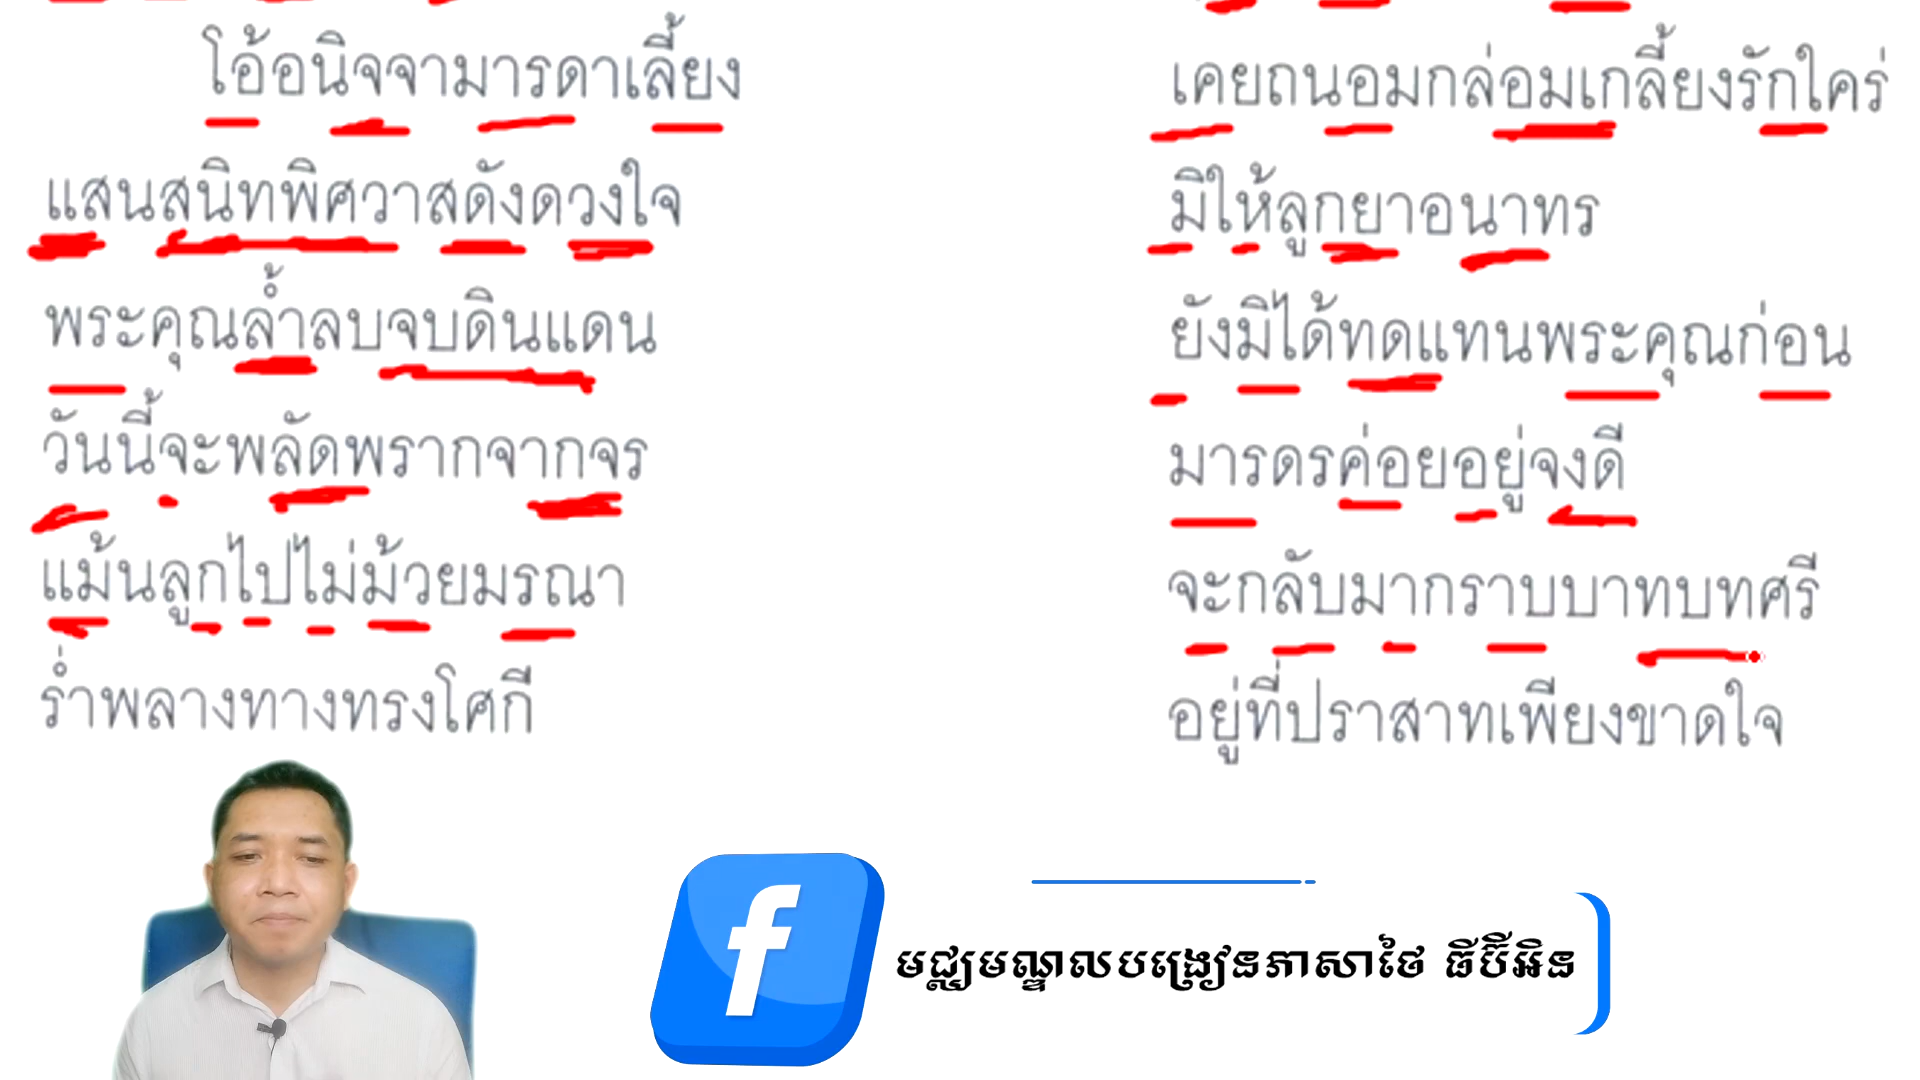 โอ้อนิจจามารดาเลี้ยง
เคยถนอมกล่อมเกลี้ยงรักใคร่
แสนสนิทพิศวาสดังดวงใจ
มิให้ลูกยาอนาทร
พระคุณล้ำลบจบดินแดน
ยังมิได้ทดแทนพระคุณก่อน
วันนี้จะพลัดพรากจากจร
มารดรค่อยอยู่จงดี
แม้นลูกไปไม่ม้วยมรณา
จะกลับมากราบบาทบทศรี
ร่ำพลางทางทรงโศกี
อยู่ที่ปราสาทเพียงขาดใจ
f
មជ្ឈមណ្ឌលបង្រៀនភាសាថៃ ធីប៊ីអិន